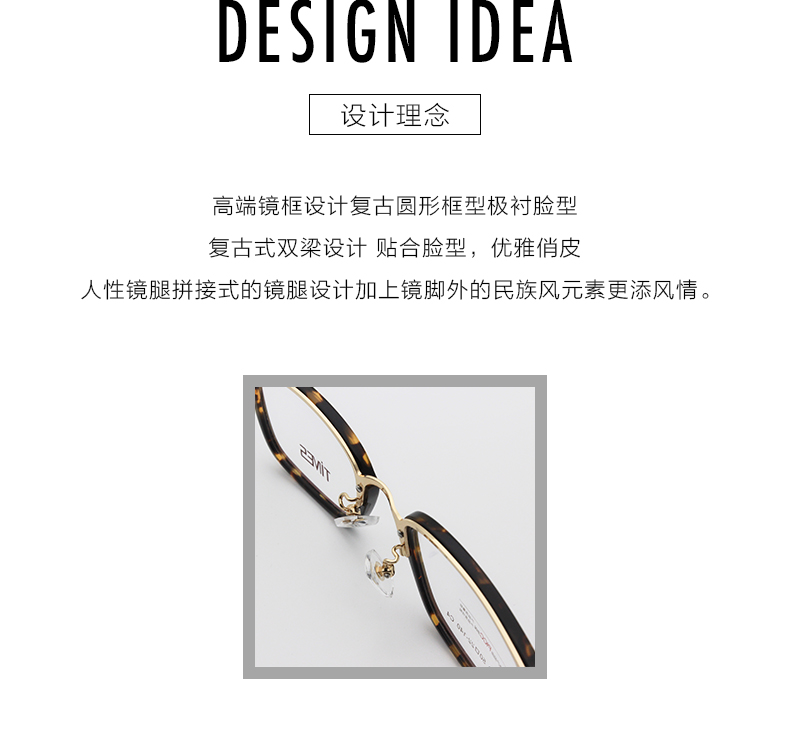 DESIGN IDEA
设计理念
高端镜框设计复古圆形框型极衬脸型
复古式双梁设计 贴合脸型，优雅俏皮
人性镜腿拼接式的镜腿设计加上镜脚外的民族风元素更添风情。
TIMES